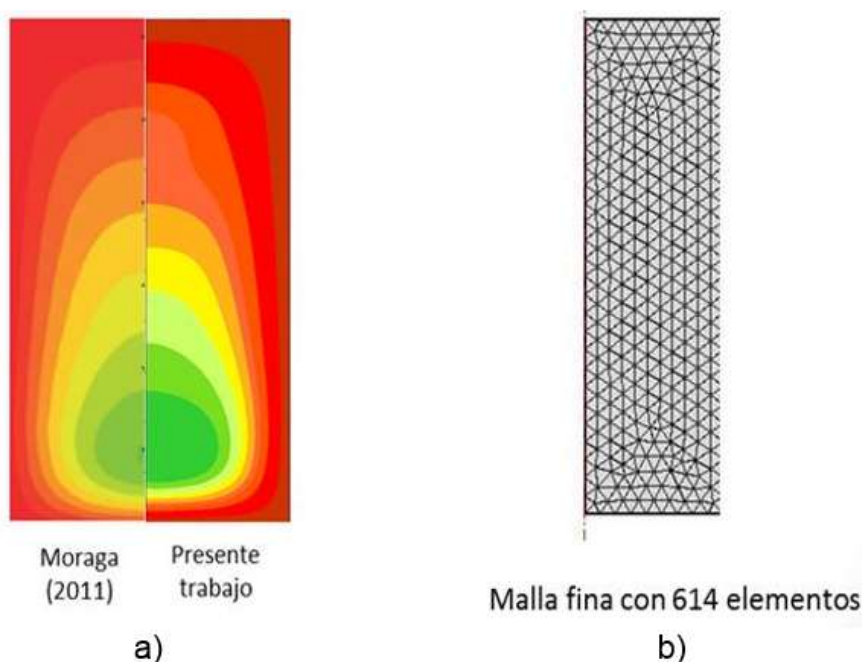 Moraga
(2011)
Presente
trabajo
Malla fina con 614 elementos
a)
b)